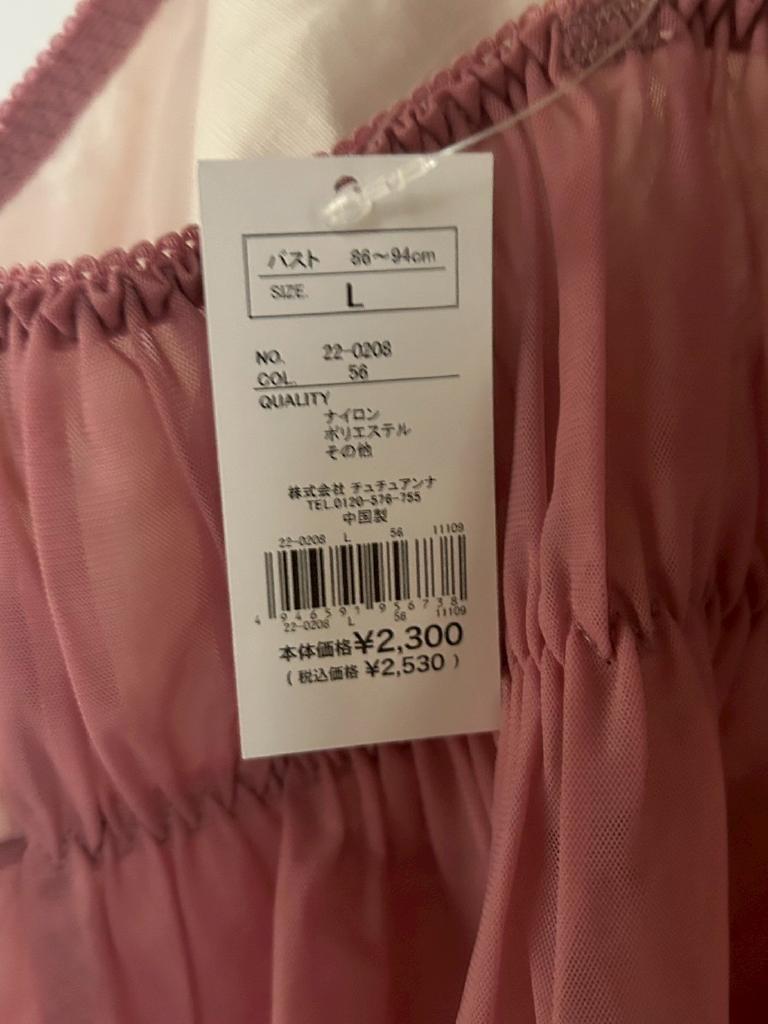 バスト 86〜94cm
SIZE. L
NO. 22-0208
COL. 56
QUALITY
ナイロン
ポリエステル
その他
株式会社 チュチュアンナ
TEL.0120-576-755
中国製
22-0208 L 56 11109
4 946591 956738
22-0208 L 56 11109
本体価格¥2,300
(税込価格 ¥2,530 )